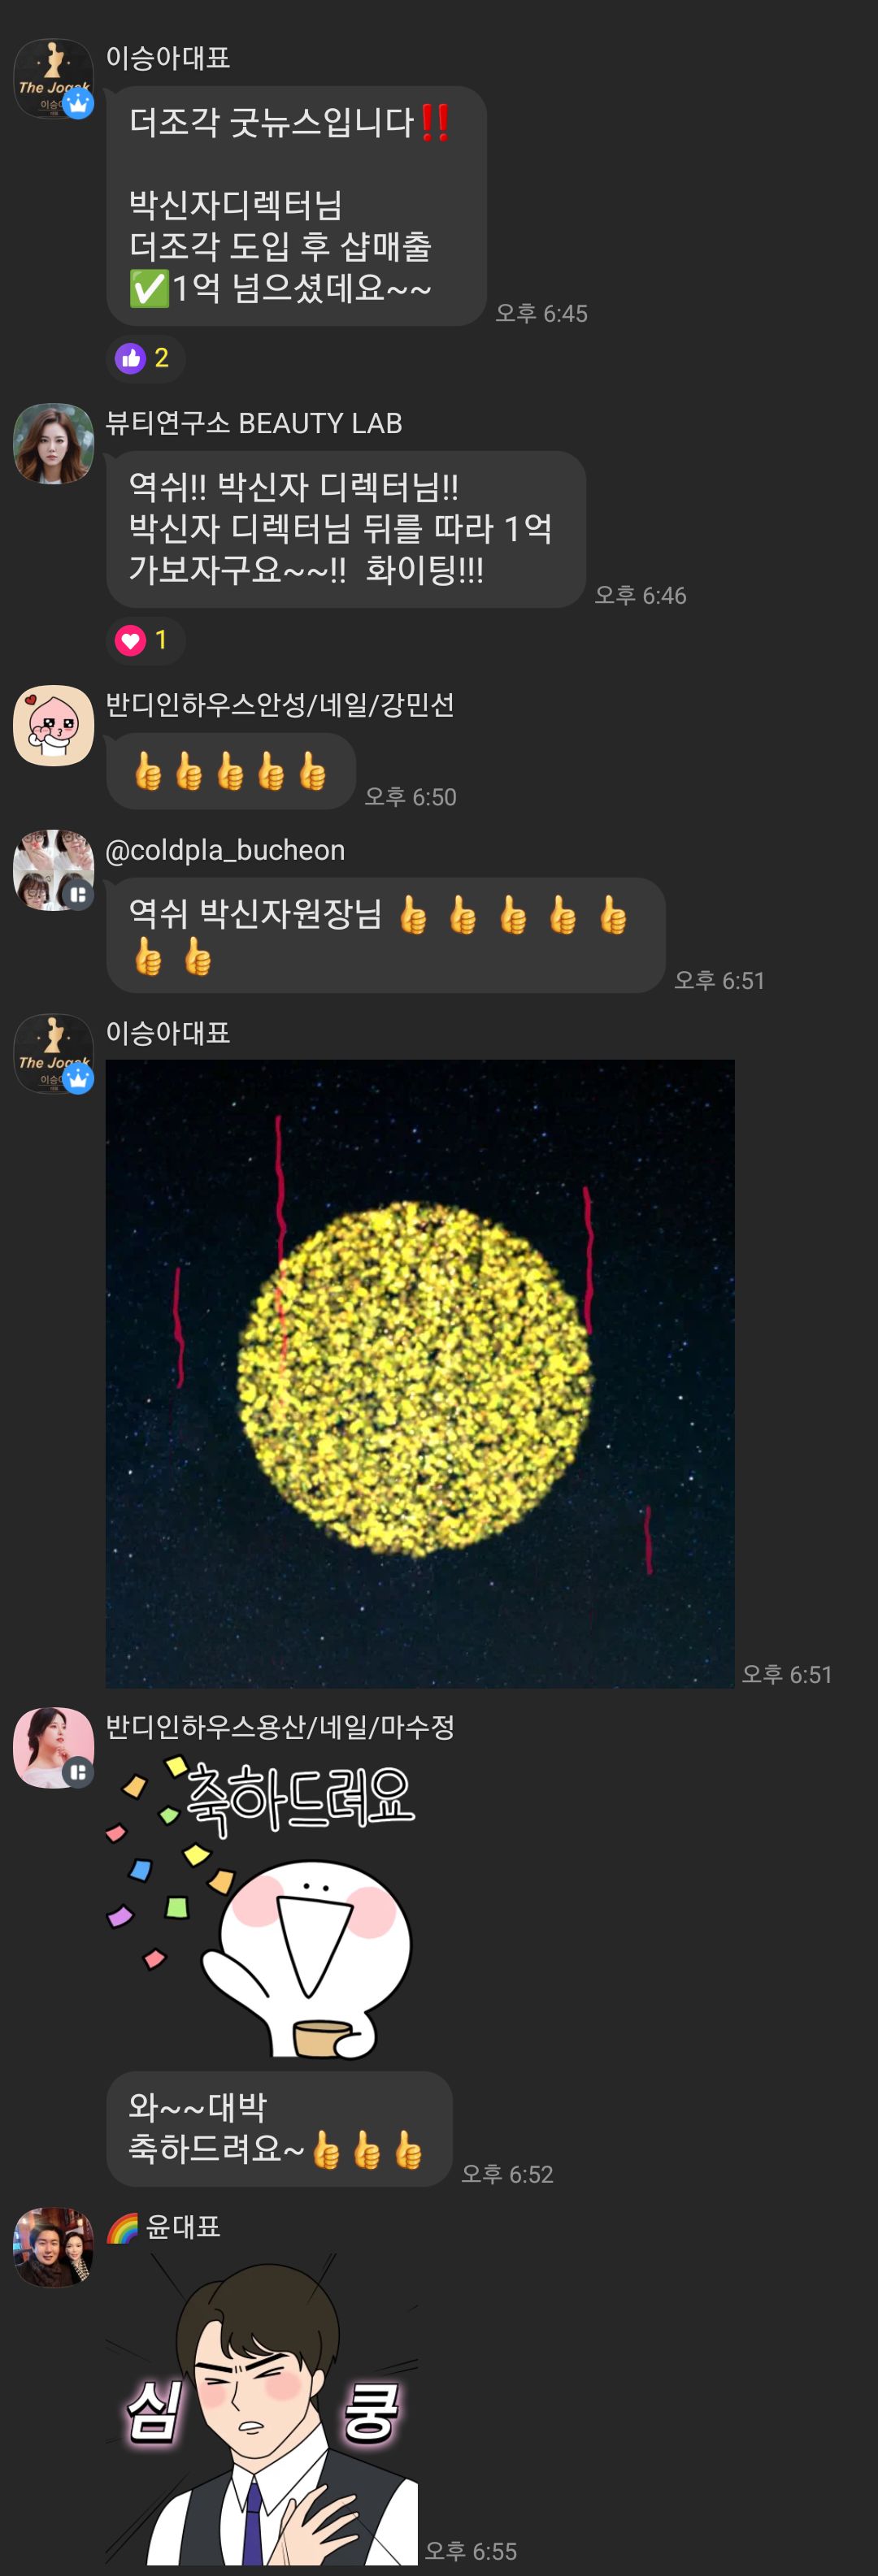 The Jogak
이승아대표
더조각 굿뉴스입니다‼️
박신자디렉터님
더조각 도입 후 샵매출
✅1억 넘으셨데요~~
오후 6:45
2
뷰티연구소 BEAUTY LAB
역쉬!! 박신자 디렉터님!!
박신자 디렉터님 뒤를 따라 1억
가보자구요~~!! 화이팅!!!
오후 6:46
1
반디인하우스안성/네일/강민선
👍👍👍👍👍
오후 6:50
@coldpla_bucheon
역쉬 박신자원장님 👍 👍 👍 👍 👍
👍 👍
오후 6:51
The Jogak
이승아대표
오후 6:51
반디인하우스용산/네일/마수정
축하드려요
와~~대박
축하드려요~👍👍👍
오후 6:52
🌈 윤대표
심쿵
오후 6:55